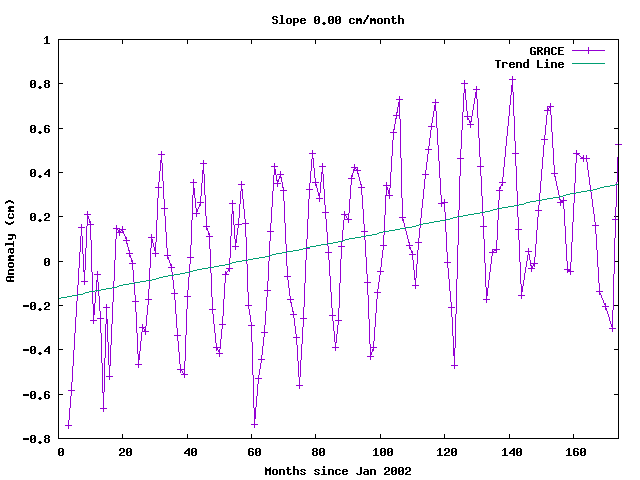 Slope 0.00 cm/month
GRACE
Trend Line
1
0.8
0.6
0.4
0.2
0
-0.2
-0.4
-0.6
-0.8
Anomaly (cm)
0 20 40 60 80 100 120 140 160
Months since Jan 2002